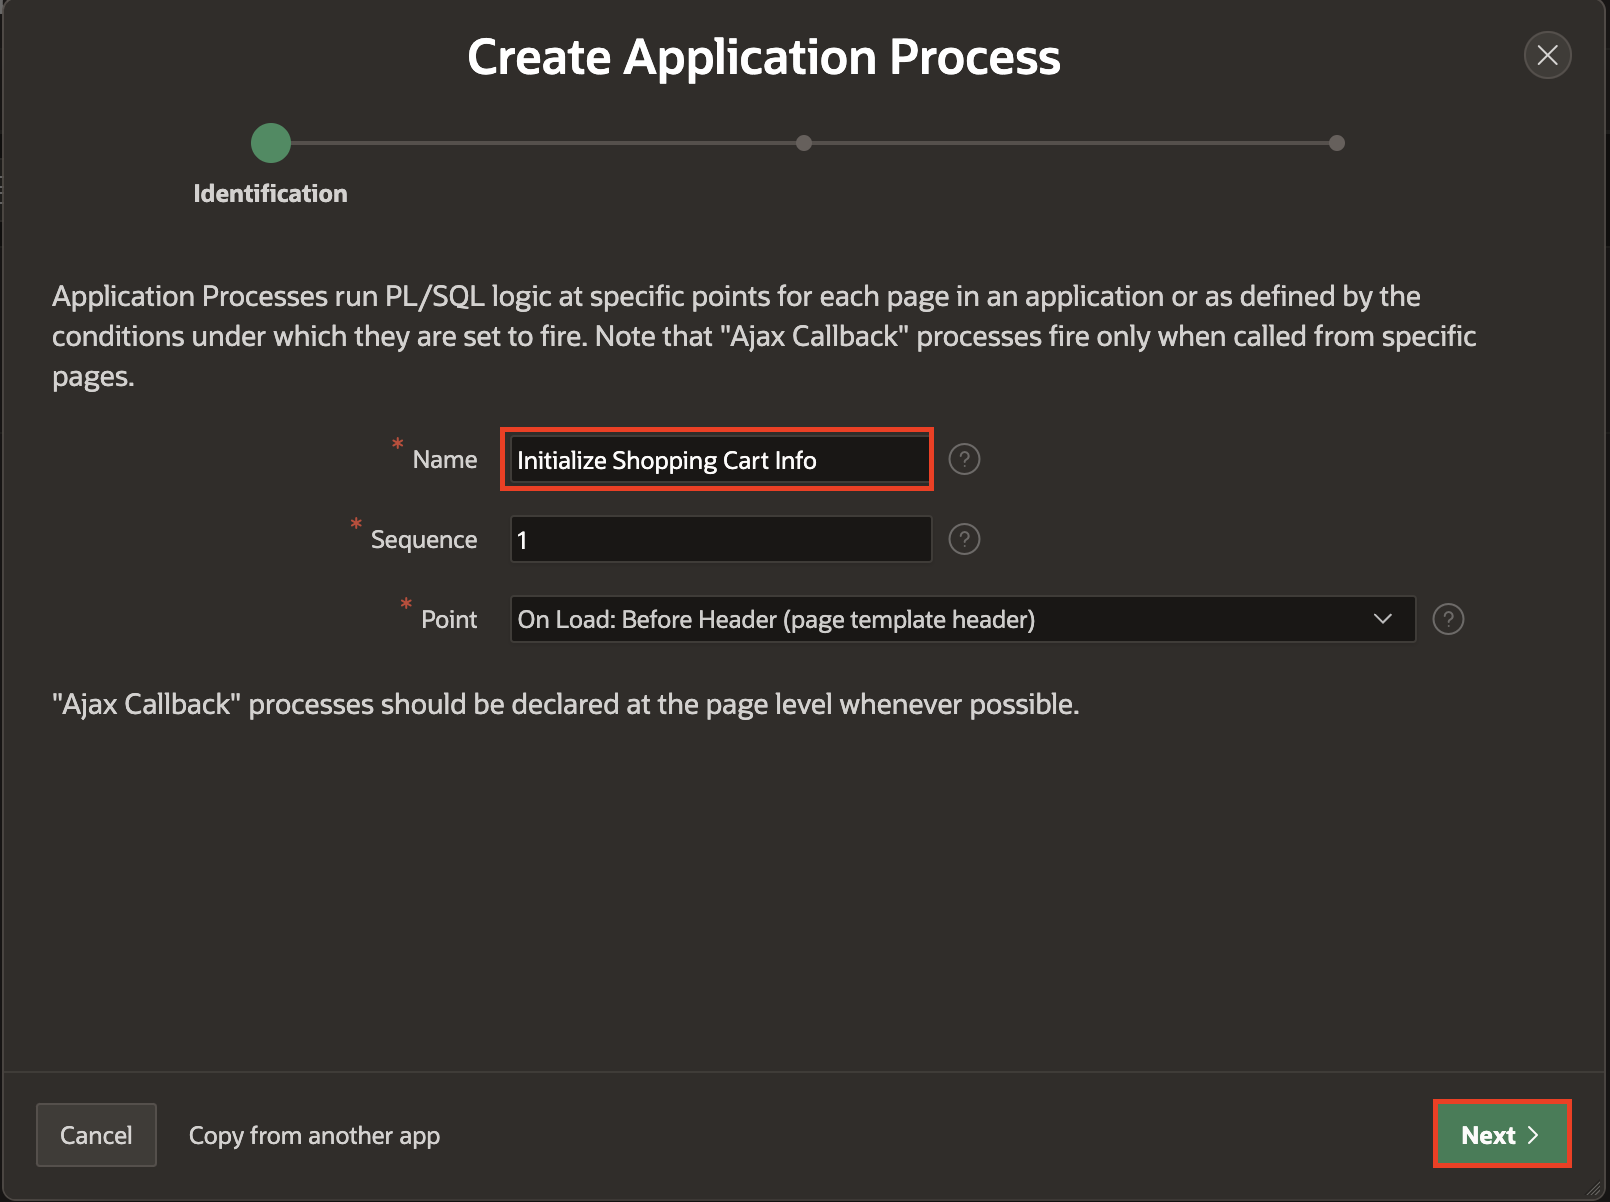 Create Application Process
Identification
Application Processes run PL/SQL logic at specific points for each page in an application or as defined by the
conditions under which they are set to fire. Note that "Ajax Callback" processes fire only when called from specific
pages.
* Name Initialize Shopping Cart Info ?
* Sequence 1 ?
* Point On Load: Before Header (page template header) ?
"Ajax Callback" processes should be declared at the page level whenever possible.
Cancel Copy from another app Next